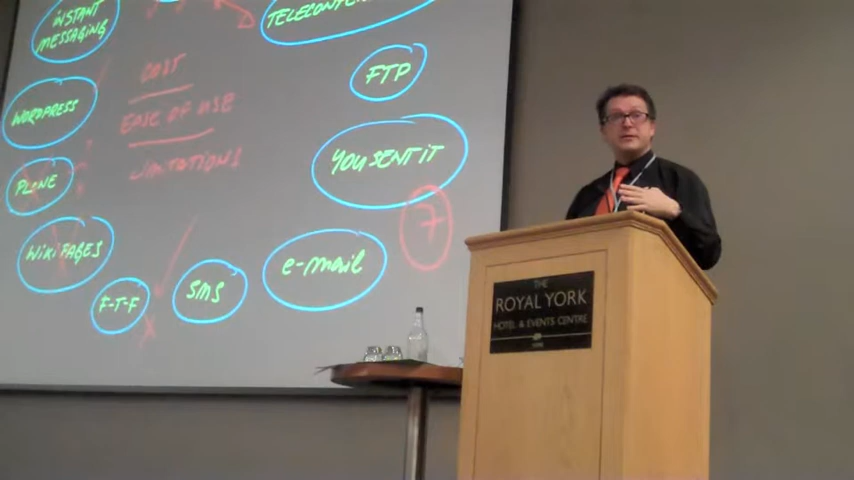 INSTANT
MESSAGING
TELECONFE
COST
FTP
WORDPRESS
EASE OF USE
YOU SENT IT
LIMITATIONS!
PLONE
7
WIKI PAGES
e-mail
F-T-F
SMS
THE
ROYAL YORK
HOTEL & EVENTS CENTRE